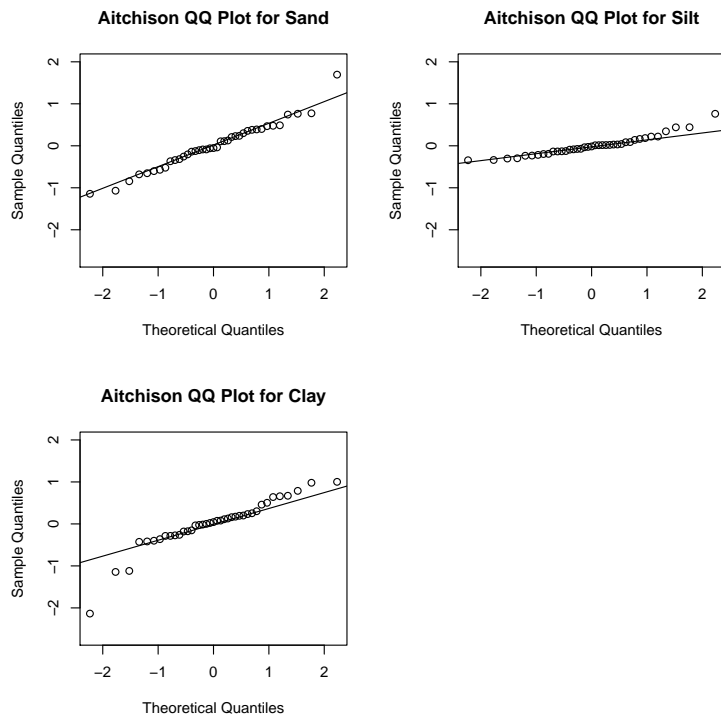 Aitchison QQ Plot for Sand
Sample Quantiles
2
1
0
−1
−2
−2 −1 0 1 2
Theoretical Quantiles
Aitchison QQ Plot for Silt
Sample Quantiles
2
1
0
−1
−2
−2 −1 0 1 2
Theoretical Quantiles
Aitchison QQ Plot for Clay
Sample Quantiles
2
1
0
−1
−2
−2 −1 0 1 2
Theoretical Quantiles